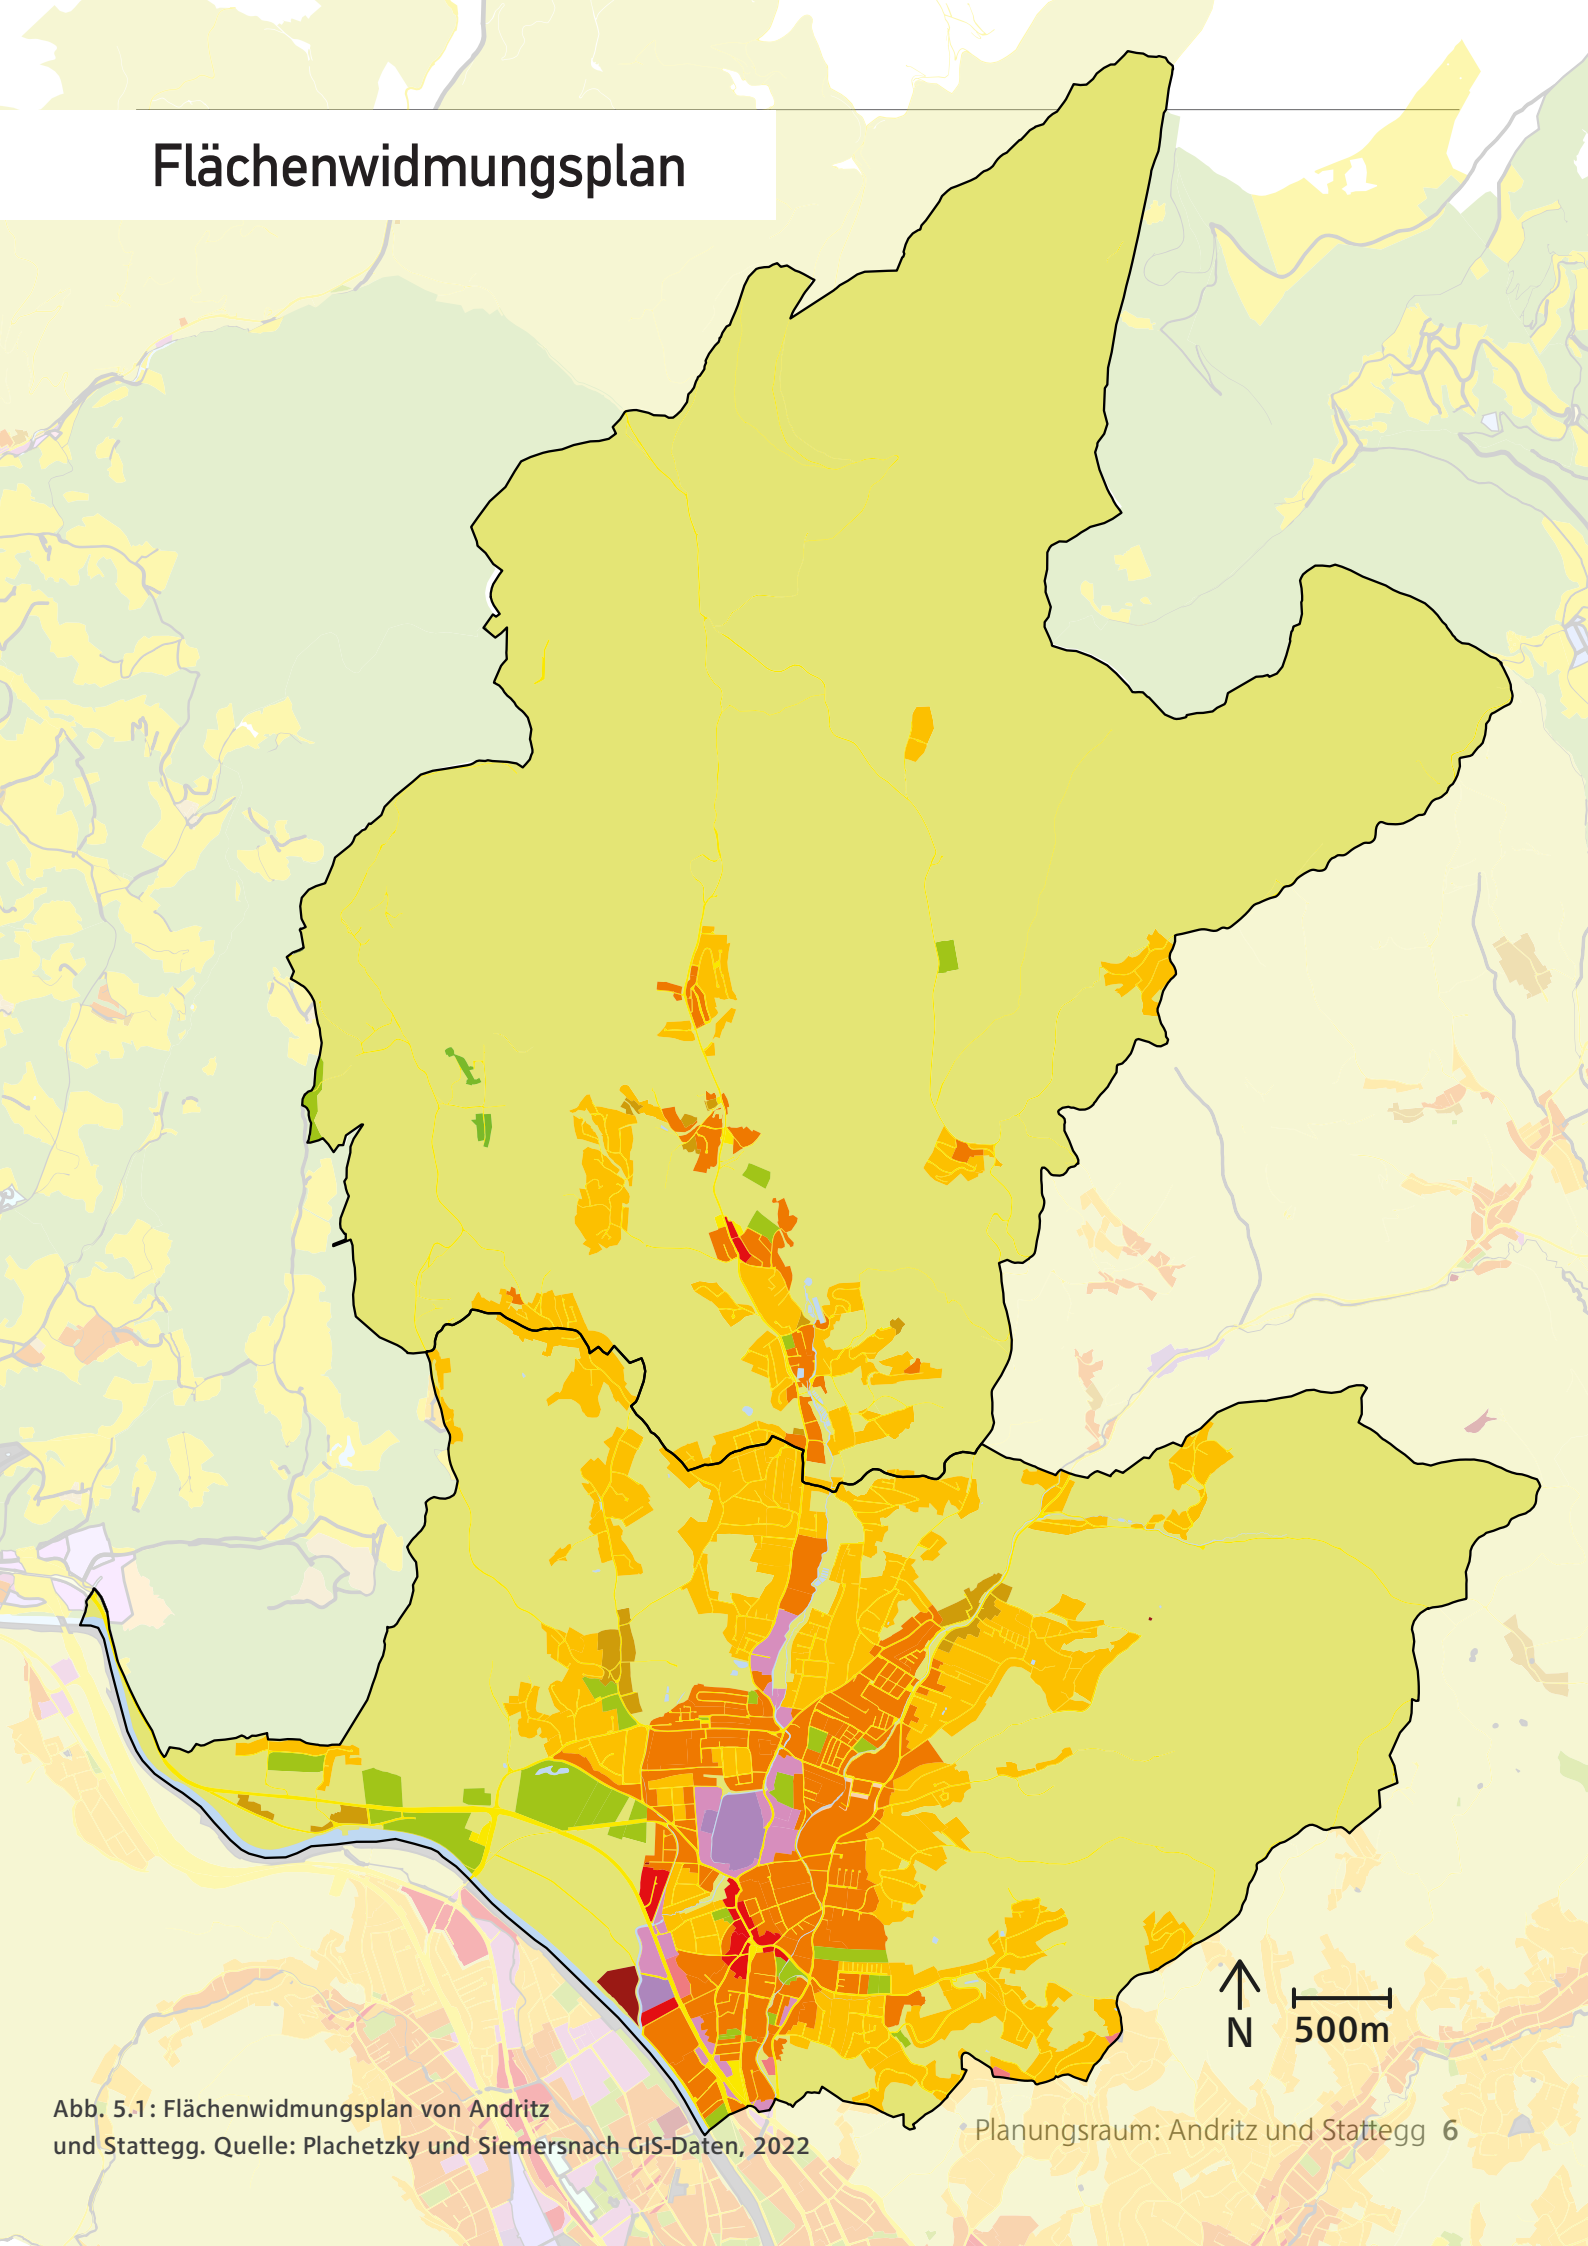 Flächenwidmungsplan
N
500m
Abb. 5.1: Flächenwidmungsplan von Andritz
und Stattegg. Quelle: Plachetzky und Siemersnach GIS-Daten, 2022
Planungsraum: Andritz und Stattegg 6